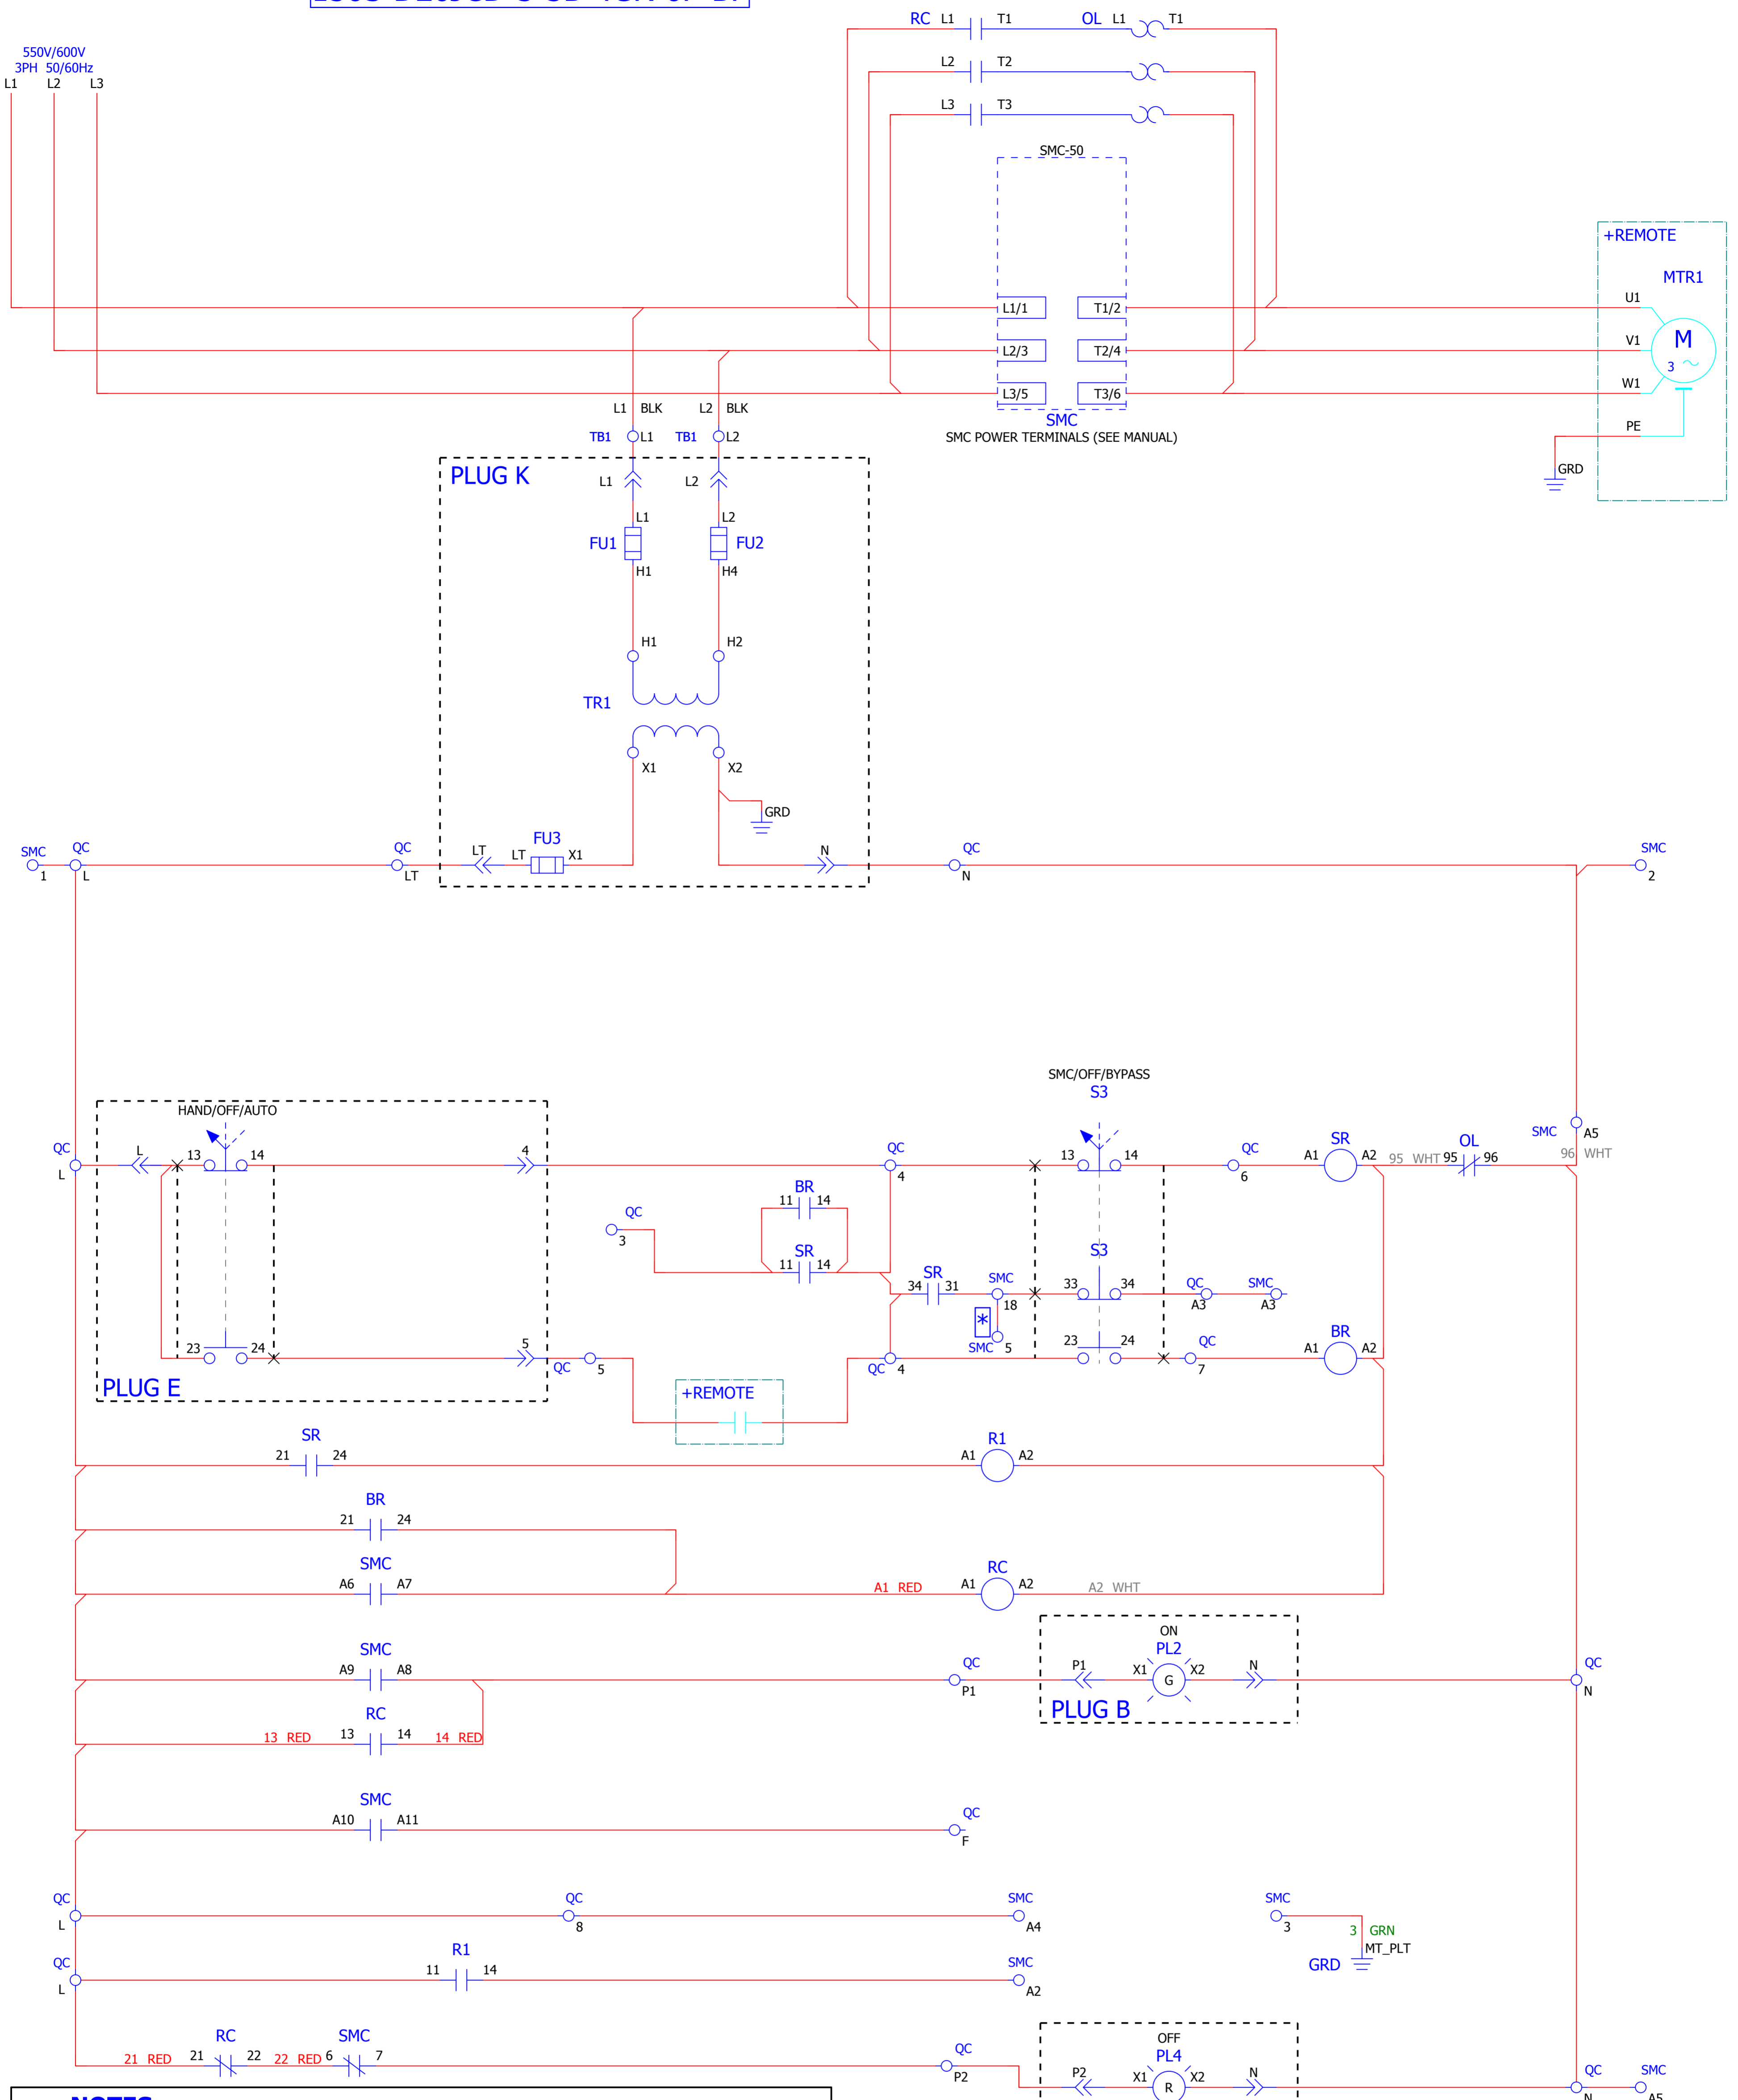 RC L1 T1 OL L1 T1
550V/600V
3PH 50/60Hz
L1 L2 L3
L2 T2
L3 T3
SMC-50
+REMOTE
MTR1
L1/1 T1/2 U1
M
3
L2/3 T2/4 V1
L3/5 T3/6 W1
L1 BLK L2 BLK
SMC
SMC POWER TERMINALS (SEE MANUAL)
PE
GRD
TB1 L1 TB1 L2
PLUG K
L1 L2
L1 L2
FU1 FU2
H1 H4
H1 H2
TR1
X1 X2
GRD
SMC QC QC FU3 QC SMC
LT LT X1 N
1 L LT N 2
SMC/OFF/BYPASS
S3
HAND/OFF/AUTO
QC L 13 14 4 QC 13 14 QC SR OL SMC A5
A1 A2 95 WHT 95 96 96 WHT
L 4 6
BR
11 14
QC
3
SR
11 14
S3
SR
34 31 SMC 33 34 QC SMC
18 A3 A3
*
SMC 5
23 24 5 QC 5 QC 4 23 24 QC 7 BR A1 A2
PLUG E
+REMOTE
SR R1
21 24 A1 A2
BR
21 24
SMC RC
A6 A7 A1 RED A1 A2 A2 WHT
ON
SMC QC PL2 QC
A9 A8 P1 P1 X1 G X2 N N
PLUG B
RC
13 RED 13 14 14 RED
SMC
A10 A11 QC
F
QC QC SMC SMC
L 8 A4 3
3 GRN
MT_PLT
GRD
QC R1 SMC
L 11 14 A2
OFF
RC SMC QC PL4 QC SMC
21 RED 21 22 22 RED 6 7 P2 P2 X1 R X2 N